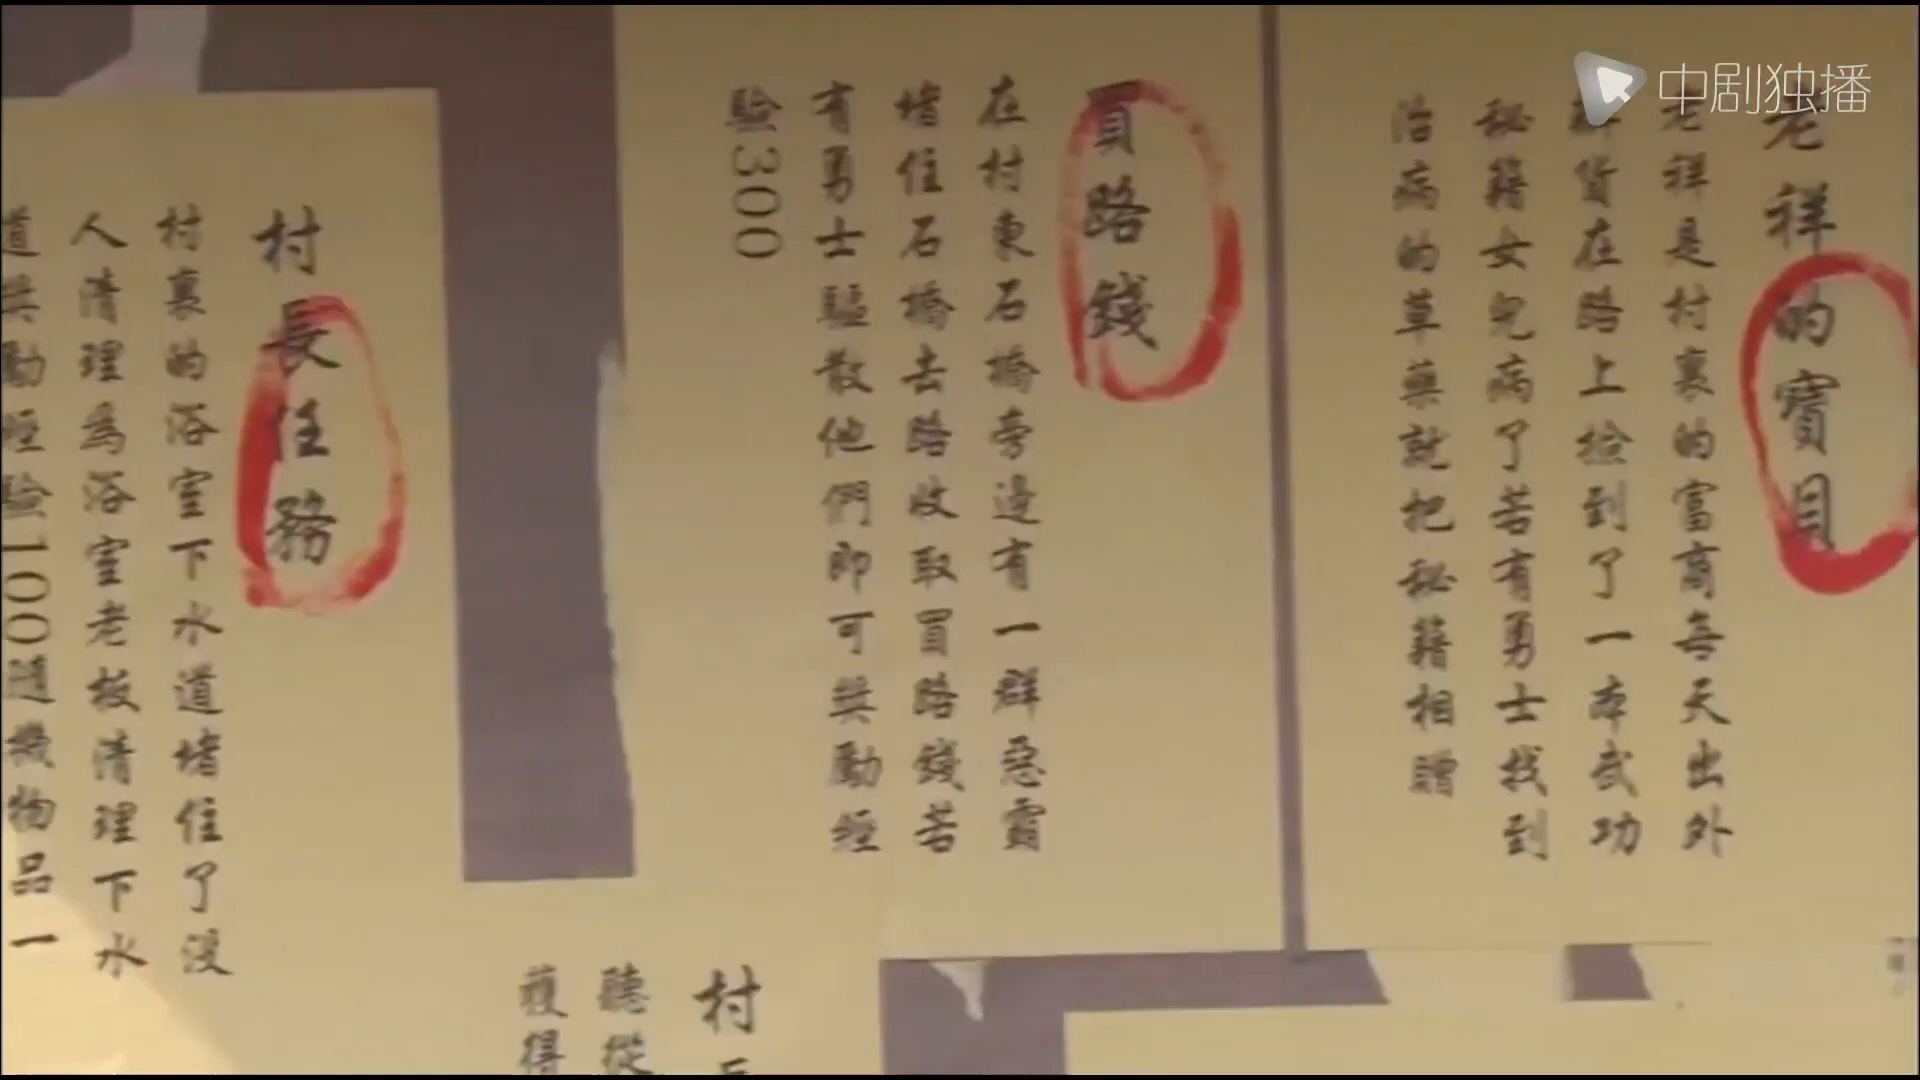 中剧独播
老祥的寶貝
老祥是村裏的富商每天出外
貨在路上撿到了一本武功
秘籍女兒病了若有勇士找到
治病的草藥就把秘籍相贈
買路錢
在村東石橋旁邊有一群惡霸
堵住石橋去路收取買路錢若
有勇士驅散他們即可獎勵經
驗300
村長任務
村裏的浴室下水道堵住了沒
人清理為浴室老板清理下水
道獎勵經驗100隨機物品一
村
聽從
獲得